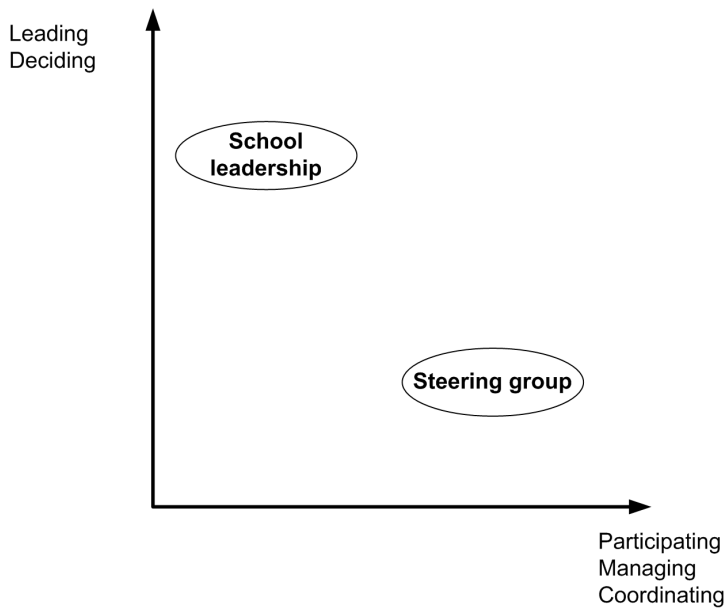 Leading
Deciding
School
leadership
Steering group
Participating
Managing
Coordinating